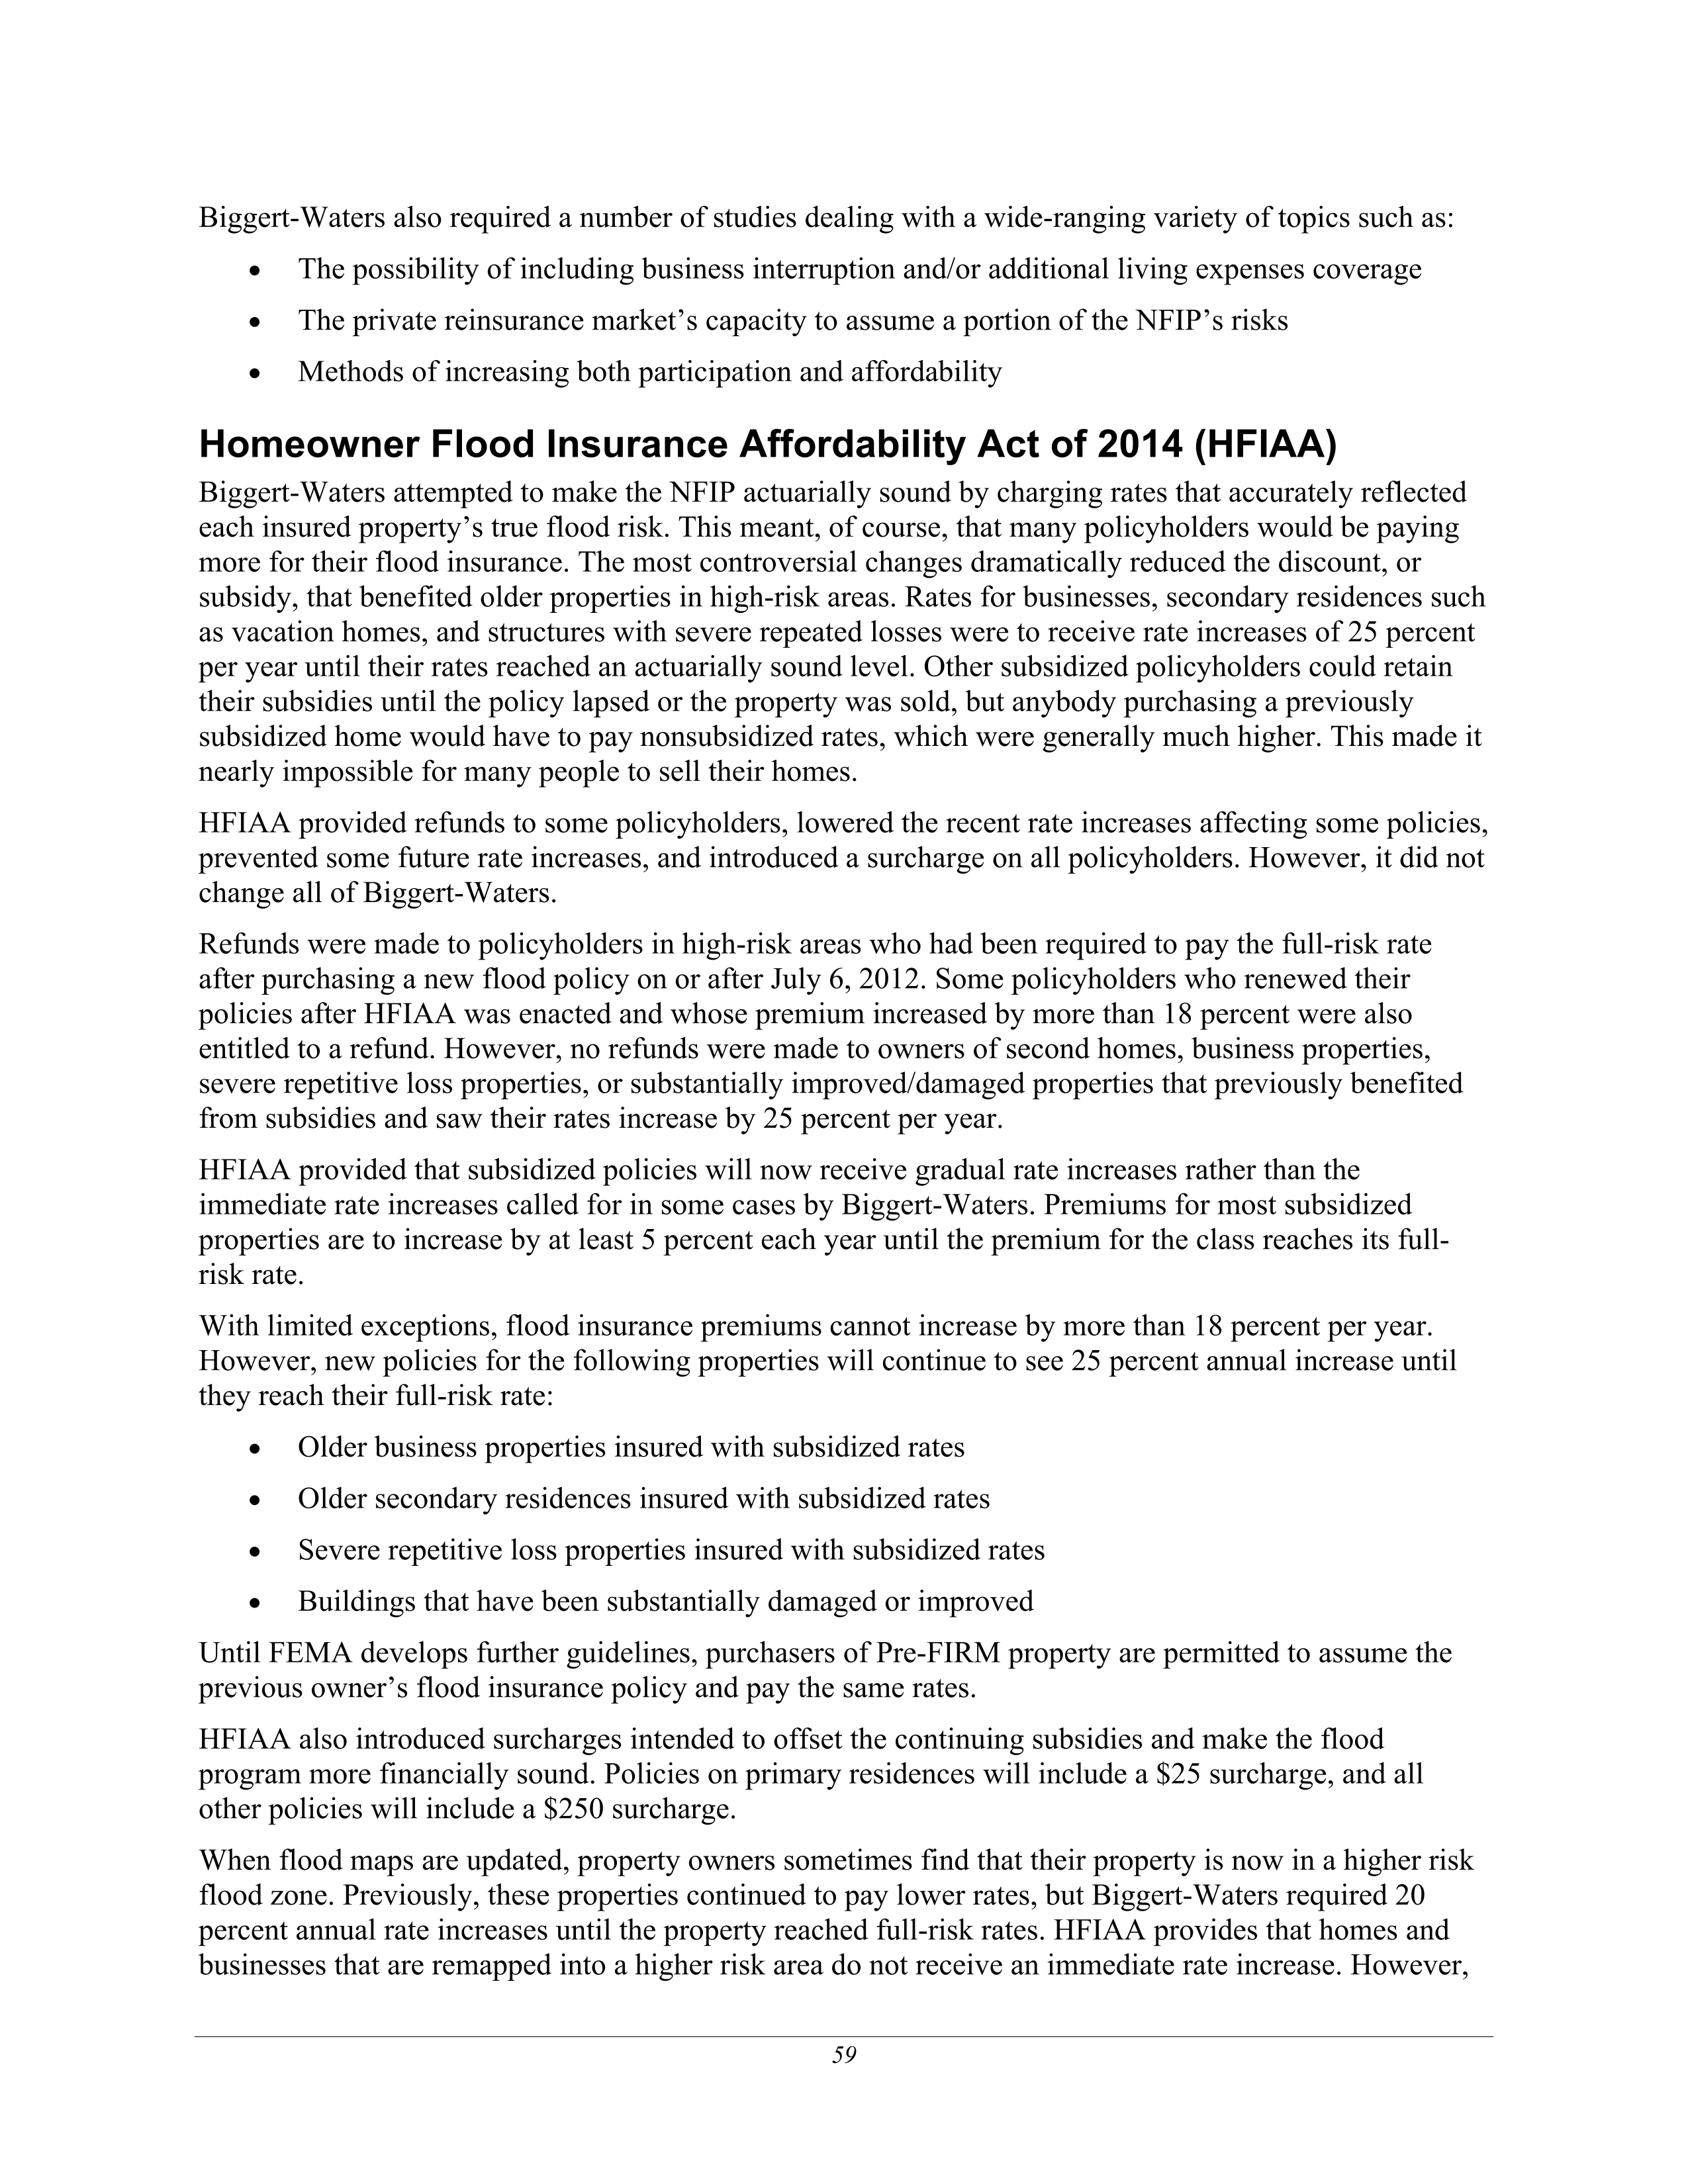 Biggert-Waters also required a number of studies dealing with a wide-ranging variety of topics such as:
• The possibility of including business interruption and/or additional living expenses coverage
• The private reinsurance market’s capacity to assume a portion of the NFIP’s risks
• Methods of increasing both participation and affordability
Homeowner Flood Insurance Affordability Act of 2014 (HFIAA)
Biggert-Waters attempted to make the NFIP actuarially sound by charging rates that accurately reflected
each insured property’s true flood risk. This meant, of course, that many policyholders would be paying
more for their flood insurance. The most controversial changes dramatically reduced the discount, or
subsidy, that benefited older properties in high-risk areas. Rates for businesses, secondary residences such
as vacation homes, and structures with severe repeated losses were to receive rate increases of 25 percent
per year until their rates reached an actuarially sound level. Other subsidized policyholders could retain
their subsidies until the policy lapsed or the property was sold, but anybody purchasing a previously
subsidized home would have to pay nonsubsidized rates, which were generally much higher. This made it
nearly impossible for many people to sell their homes.
HFIAA provided refunds to some policyholders, lowered the recent rate increases affecting some policies,
prevented some future rate increases, and introduced a surcharge on all policyholders. However, it did not
change all of Biggert-Waters.
Refunds were made to policyholders in high-risk areas who had been required to pay the full-risk rate
after purchasing a new flood policy on or after July 6, 2012. Some policyholders who renewed their
policies after HFIAA was enacted and whose premium increased by more than 18 percent were also
entitled to a refund. However, no refunds were made to owners of second homes, business properties,
severe repetitive loss properties, or substantially improved/damaged properties that previously benefited
from subsidies and saw their rates increase by 25 percent per year.
HFIAA provided that subsidized policies will now receive gradual rate increases rather than the
immediate rate increases called for in some cases by Biggert-Waters. Premiums for most subsidized
properties are to increase by at least 5 percent each year until the premium for the class reaches its full-
risk rate.
With limited exceptions, flood insurance premiums cannot increase by more than 18 percent per year.
However, new policies for the following properties will continue to see 25 percent annual increase until
they reach their full-risk rate:
• Older business properties insured with subsidized rates
• Older secondary residences insured with subsidized rates
• Severe repetitive loss properties insured with subsidized rates
• Buildings that have been substantially damaged or improved
Until FEMA develops further guidelines, purchasers of Pre-FIRM property are permitted to assume the
previous owner’s flood insurance policy and pay the same rates.
HFIAA also introduced surcharges intended to offset the continuing subsidies and make the flood
program more financially sound. Policies on primary residences will include a $25 surcharge, and all
other policies will include a $250 surcharge.
When flood maps are updated, property owners sometimes find that their property is now in a higher risk
flood zone. Previously, these properties continued to pay lower rates, but Biggert-Waters required 20
percent annual rate increases until the property reached full-risk rates. HFIAA provides that homes and
businesses that are remapped into a higher risk area do not receive an immediate rate increase. However,
59